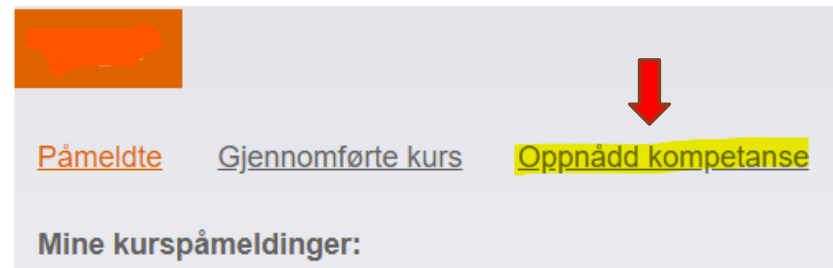 Påmeldte Gjennomførte kurs Oppnådd kompetanse
Mine kurspåmeldinger: